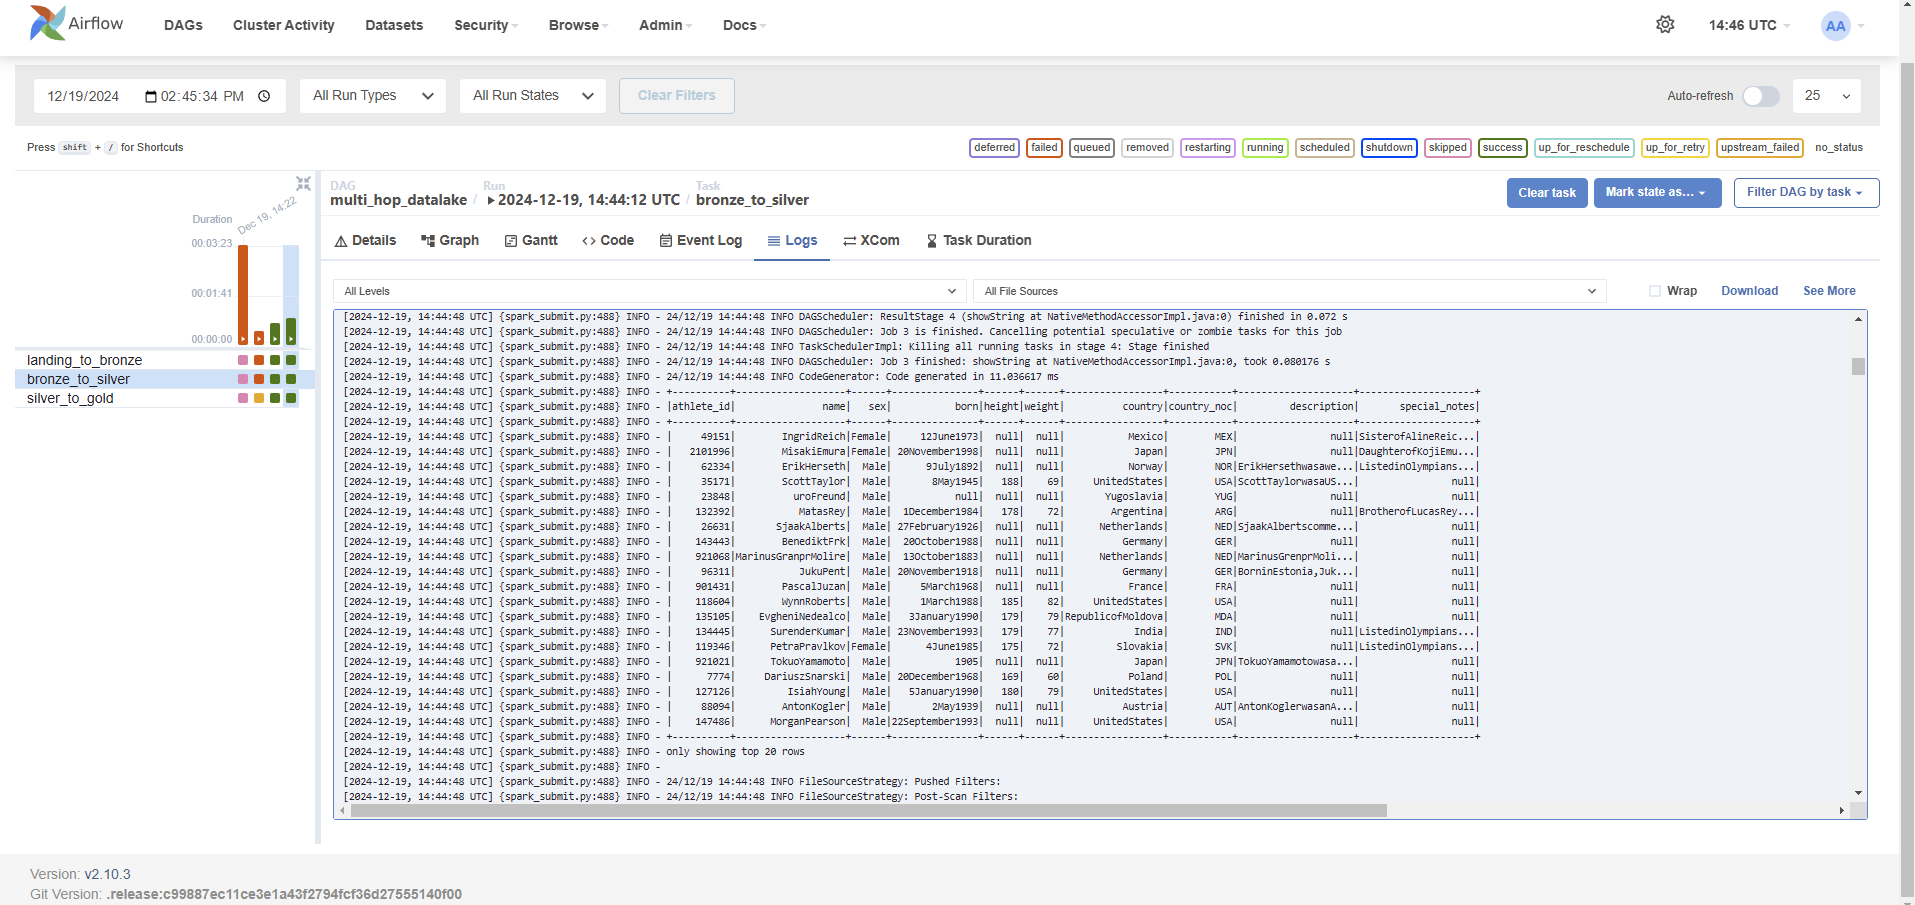 Airflow DAGs Cluster Activity Datasets Security Browse Admin Docs 14:46 UTC AA
12/19/2024 02:45:34 PM All Run Types All Run States Clear Filters Auto-refresh 25
Press shift + / for Shortcuts deferred failed queued removed restarting running scheduled shutdown skipped success up_for_reschedule up_for_retry upstream_failed no_status
Duration
Dec 19, 14:22
00:03:23
00:01:41
00:00:00
landing_to_bronze
bronze_to_silver
silver_to_gold
DAG Run Task
multi_hop_datalake / 2024-12-19, 14:44:12 UTC / bronze_to_silver
Clear task Mark state as... Filter DAG by task
Details Graph Gantt Code Event Log Logs XCom Task Duration
All Levels All File Sources Wrap Download See More
[2024-12-19, 14:44:48 UTC] {spark_submit.py:488} INFO - 24/12/19 14:44:48 INFO DAGScheduler: ResultStage 4 (showString at NativeMethodAccessorImpl.java:0) finished in 0.072 s
[2024-12-19, 14:44:48 UTC] {spark_submit.py:488} INFO - 24/12/19 14:44:48 INFO DAGScheduler: Job 3 is finished. Cancelling potential speculative or zombie tasks for this job
[2024-12-19, 14:44:48 UTC] {spark_submit.py:488} INFO - 24/12/19 14:44:48 INFO TaskSchedulerImpl: Killing all running tasks in stage 4: Stage finished
[2024-12-19, 14:44:48 UTC] {spark_submit.py:488} INFO - 24/12/19 14:44:48 INFO DAGScheduler: Job 3 finished: showString at NativeMethodAccessorImpl.java:0, took 0.080176 s
[2024-12-19, 14:44:48 UTC] {spark_submit.py:488} INFO - 24/12/19 14:44:48 INFO CodeGenerator: Code generated in 11.036617 ms
[2024-12-19, 14:44:48 UTC] {spark_submit.py:488} INFO - +----------+-------------------+------+---------------+------+------+-----------------+-----------+--------------------+--------------------+
[2024-12-19, 14:44:48 UTC] {spark_submit.py:488} INFO - |athlete_id| name| sex| born|height|weight| country|country_noc| description| special_notes|
[2024-12-19, 14:44:48 UTC] {spark_submit.py:488} INFO - +----------+-------------------+------+---------------+------+------+-----------------+-----------+--------------------+--------------------+
[2024-12-19, 14:44:48 UTC] {spark_submit.py:488} INFO - | 49151| IngridReich|Female| 12June1973| null| null| Mexico| MEX| null|SisterofAlineReic...|
[2024-12-19, 14:44:48 UTC] {spark_submit.py:488} INFO - | 2101996| MisakiEmura|Female| 20November1998| null| null| Japan| JPN| null|DaughterofKojiEmu...|
[2024-12-19, 14:44:48 UTC] {spark_submit.py:488} INFO - | 62334| ErikHerseth| Male| 9July1892| null| null| Norway| NOR|ErikHersethwasawe...|ListedinOlympians...|
[2024-12-19, 14:44:48 UTC] {spark_submit.py:488} INFO - | 35171| ScottTaylor| Male| 8May1945| 188| 69| UnitedStates| USA|ScottTaylorwasaUS...| null|
[2024-12-19, 14:44:48 UTC] {spark_submit.py:488} INFO - | 23848| uroFreund| Male| null| null| null| Yugoslavia| YUG| null| null|
[2024-12-19, 14:44:48 UTC] {spark_submit.py:488} INFO - | 132392| MatasRey| Male| 1December1984| 178| 72| Argentina| ARG| null|BrotherofLucasRey...|
[2024-12-19, 14:44:48 UTC] {spark_submit.py:488} INFO - | 26631| SjaakAlberts| Male|27February1926| null| null| Netherlands| NED|SjaakAlbertscomme...| null|
[2024-12-19, 14:44:48 UTC] {spark_submit.py:488} INFO - | 143443| BenediktFrk| Male| 20October1988| null| null| Germany| GER| null| null|
[2024-12-19, 14:44:48 UTC] {spark_submit.py:488} INFO - | 921068|MarinusGranprMolire| Male| 13October1883| null| null| Netherlands| NED|MarinusGrenprMoli...| null|
[2024-12-19, 14:44:48 UTC] {spark_submit.py:488} INFO - | 96311| JukuPent| Male| 20November1918| null| null| Germany| GER|BorninEstonia,Juk...| null|
[2024-12-19, 14:44:48 UTC] {spark_submit.py:488} INFO - | 901431| PascalJuzan| Male| 5March1968| null| null| France| FRA| null| null|
[2024-12-19, 14:44:48 UTC] {spark_submit.py:488} INFO - | 118604| WynnRoberts| Male| 1March1988| 185| 82| UnitedStates| USA| null| null|
[2024-12-19, 14:44:48 UTC] {spark_submit.py:488} INFO - | 135105| EvgheniNedealco| Male| 3January1990| 179| 79|RepublicofMoldova| MDA| null| null|
[2024-12-19, 14:44:48 UTC] {spark_submit.py:488} INFO - | 134445| SurenderKumar| Male|23November1993| 179| 77| India| IND| null|ListedinOlympians...|
[2024-12-19, 14:44:48 UTC] {spark_submit.py:488} INFO - | 119346| PetraPravlkov|Female| 4June1985| 175| 72| Slovakia| SVK| null|ListedinOlympians...|
[2024-12-19, 14:44:48 UTC] {spark_submit.py:488} INFO - | 921021| TokuoYamamoto| Male| 1905| null| null| Japan| JPN|TokuoYamamotowasa...| null|
[2024-12-19, 14:44:48 UTC] {spark_submit.py:488} INFO - | 7774| DariuszSnarski| Male|20December1968| 169| 60| Poland| POL| null| null|
[2024-12-19, 14:44:48 UTC] {spark_submit.py:488} INFO - | 127126| IsiahYoung| Male| 5January1990| 180| 79| UnitedStates| USA| null| null|
[2024-12-19, 14:44:48 UTC] {spark_submit.py:488} INFO - | 88094| AntonKogler| Male| 2May1939| null| null| Austria| AUT|AntonKoglerwasanA...| null|
[2024-12-19, 14:44:48 UTC] {spark_submit.py:488} INFO - | 147486| MorganPearson| Male|22September1993| null| null| UnitedStates| USA| null| null|
[2024-12-19, 14:44:48 UTC] {spark_submit.py:488} INFO - +----------+-------------------+------+---------------+------+------+-----------------+-----------+--------------------+--------------------+
[2024-12-19, 14:44:48 UTC] {spark_submit.py:488} INFO - only showing top 20 rows
[2024-12-19, 14:44:48 UTC] {spark_submit.py:488} INFO -
[2024-12-19, 14:44:48 UTC] {spark_submit.py:488} INFO - 24/12/19 14:44:48 INFO FileSourceStrategy: Pushed Filters:
[2024-12-19, 14:44:48 UTC] {spark_submit.py:488} INFO - 24/12/19 14:44:48 INFO FileSourceStrategy: Post-Scan Filters:
Version: v2.10.3
Git Version: .release:c99887ec11ce3e1a43f2794fcf36d27555140f00